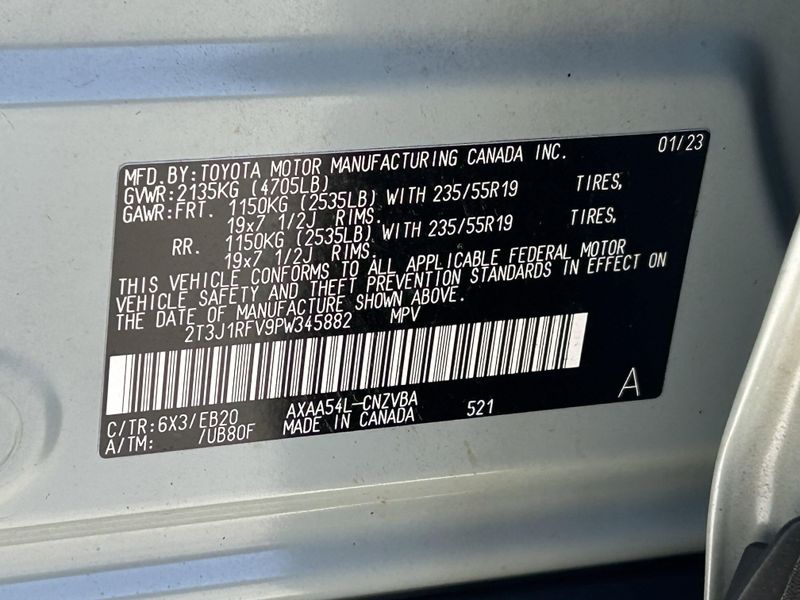 MFD.BY:TOYOTA MOTOR MANUFACTURING CANADA INC. 01/23
GVWR:2135KG (4705LB)
GAWR:FRT. 1150KG (2535LB) WITH 235/55R19 TIRES,
19x7 1/2J RIMS.
RR. 1150KG (2535LB) WITH 235/55R19 TIRES,
19x7 1/2J RIMS.
THIS VEHICLE CONFORMS TO ALL APPLICABLE FEDERAL MOTOR
VEHICLE SAFETY AND THEFT PREVENTION STANDARDS IN EFFECT ON
THE DATE OF MANUFACTURE SHOWN ABOVE.
2T3J1RFV9PW345882 MPV
A
C/TR:6X3/EB20 AXAA54L-CNZVBA 521
A/TM: /UB80F MADE IN CANADA